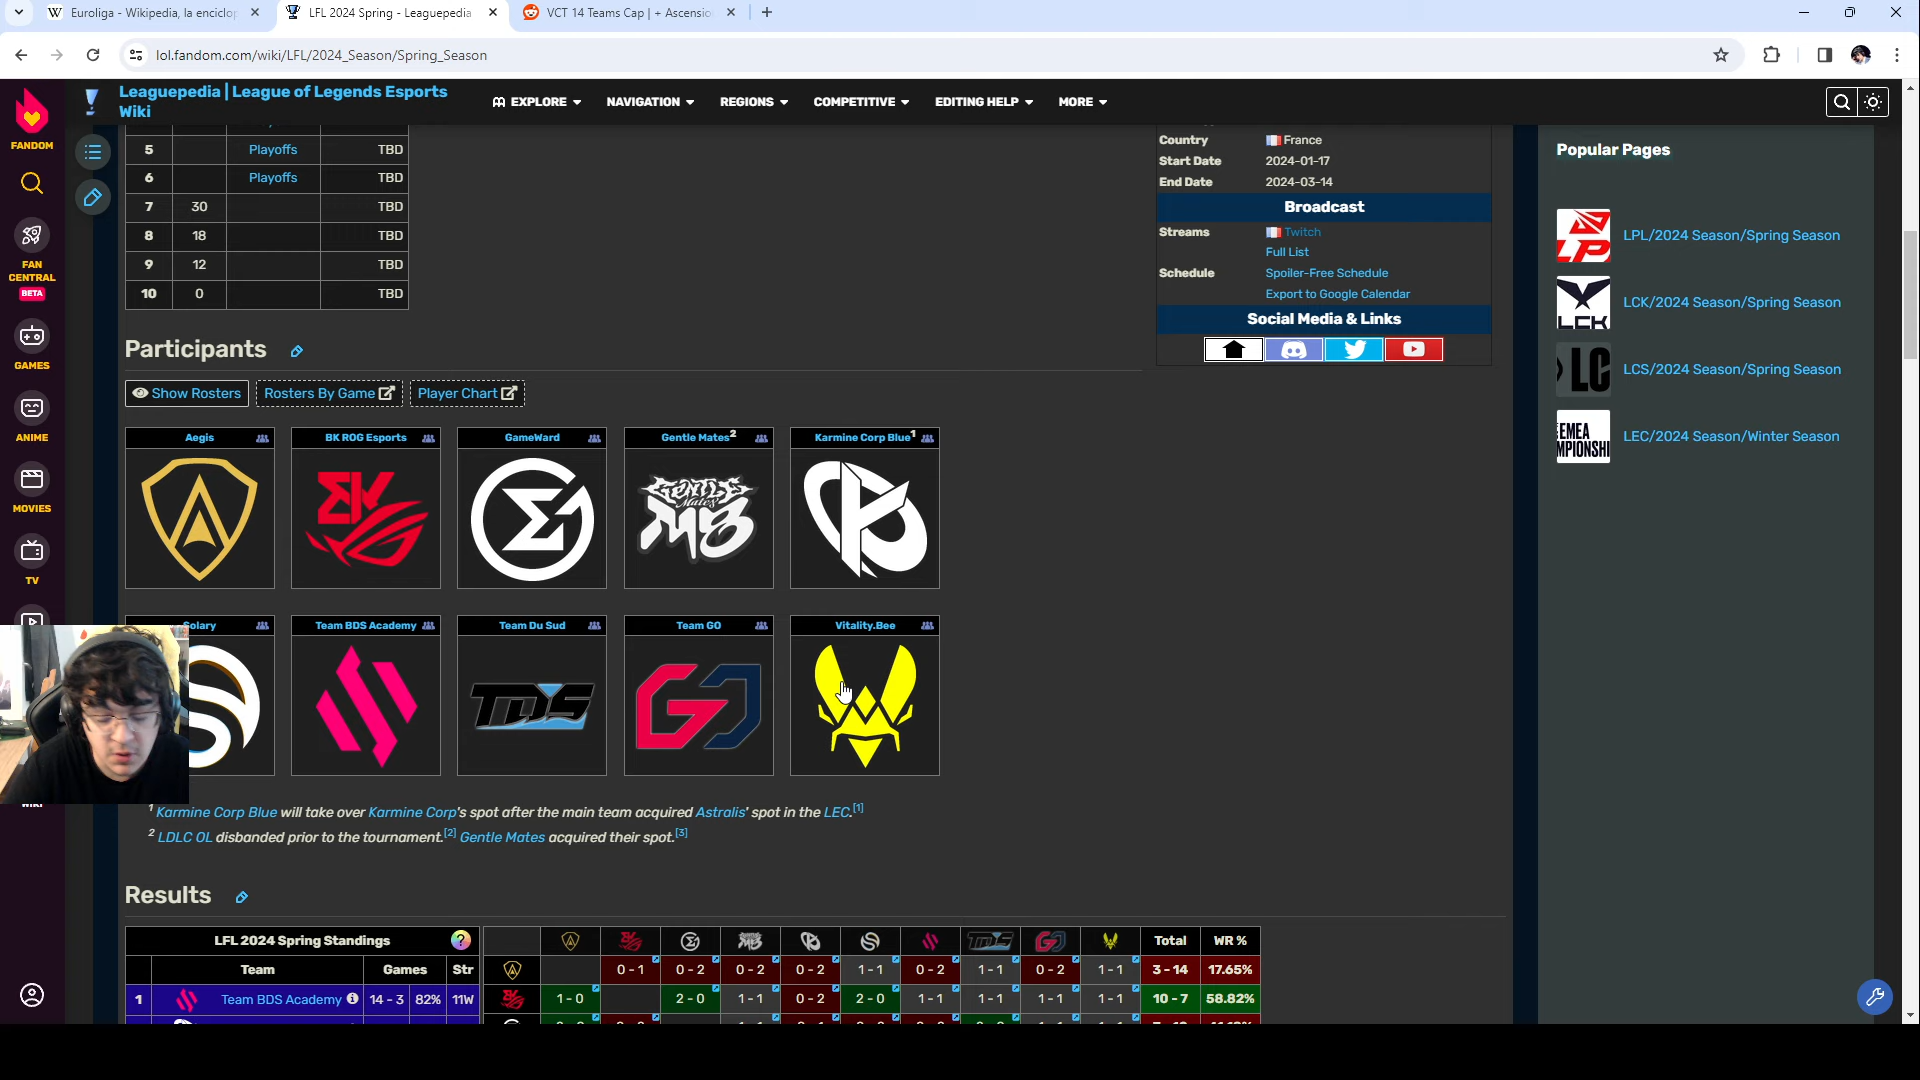 Euroliga - Wikipedia, la encicloр
LFL 2024 Spring - Leaguepedia
VCT 14 Teams Cap | + Ascensio
lol.fandom.com/wiki/LFL/2024_Season/Spring_Season
Leaguepedia | League of Legends Esports
Wiki
EXPLORE
NAVIGATION
REGIONS
COMPETITIVE
EDITING HELP
MORE
FANDOM
FAN
CENTRAL
BETA
GAMES
ANIME
MOVIES
TV
5 Playoffs TBD
6 Playoffs TBD
7 30 TBD
8 18 TBD
9 12 TBD
10 0 TBD
Country France
Start Date 2024-01-17
End Date 2024-03-14
Broadcast
Streams Twitch
Full List
Schedule Spoiler-Free Schedule
Export to Google Calendar
Social Media & Links
Popular Pages
LPL/2024 Season/Spring Season
LCK/2024 Season/Spring Season
LCS/2024 Season/Spring Season
LEC/2024 Season/Winter Season
Participants
Show Rosters
Rosters By Game
Player Chart
Aegis
BK ROG Esports
GameWard
Gentle Mates2
Karmine Corp Blue1
Solary
Team BDS Academy
Team Du Sud
Team GO
Vitality.Bee
1 Karmine Corp Blue will take over Karmine Corp's spot after the main team acquired Astralis' spot in the LEC.[1]
2 LDLC OL disbanded prior to the tournament.[2] Gentle Mates acquired their spot.[3]
Results
LFL 2024 Spring Standings
Team Games Str
1 Team BDS Academy 14 - 3 82% 11W
Total WR %
0 - 1 0 - 2 0 - 2 0 - 2 1 - 1 0 - 2 1 - 1 0 - 2 1 - 1 3 - 14 17.65%
1 - 0 2 - 0 1 - 1 0 - 2 2 - 0 1 - 1 1 - 1 1 - 1 1 - 1 10 - 7 58.82%